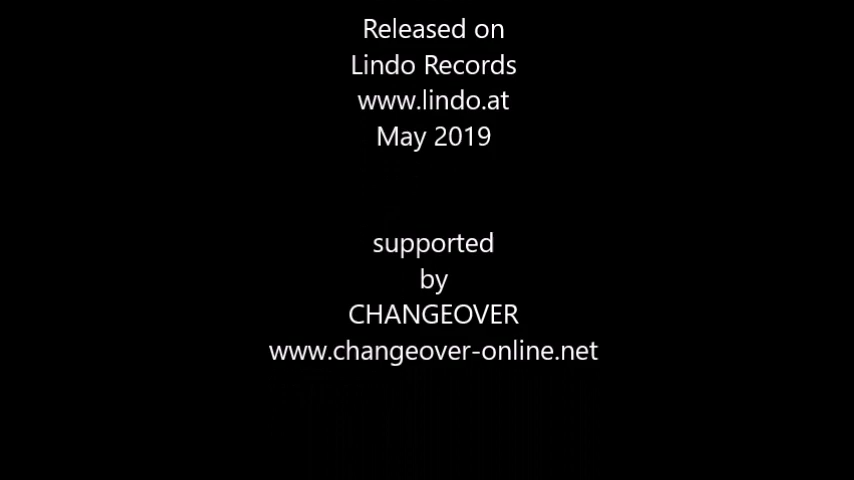 Released on
Lindo Records
www.lindo.at
May 2019
supported
by
CHANGEOVER
www.changeover-online.net